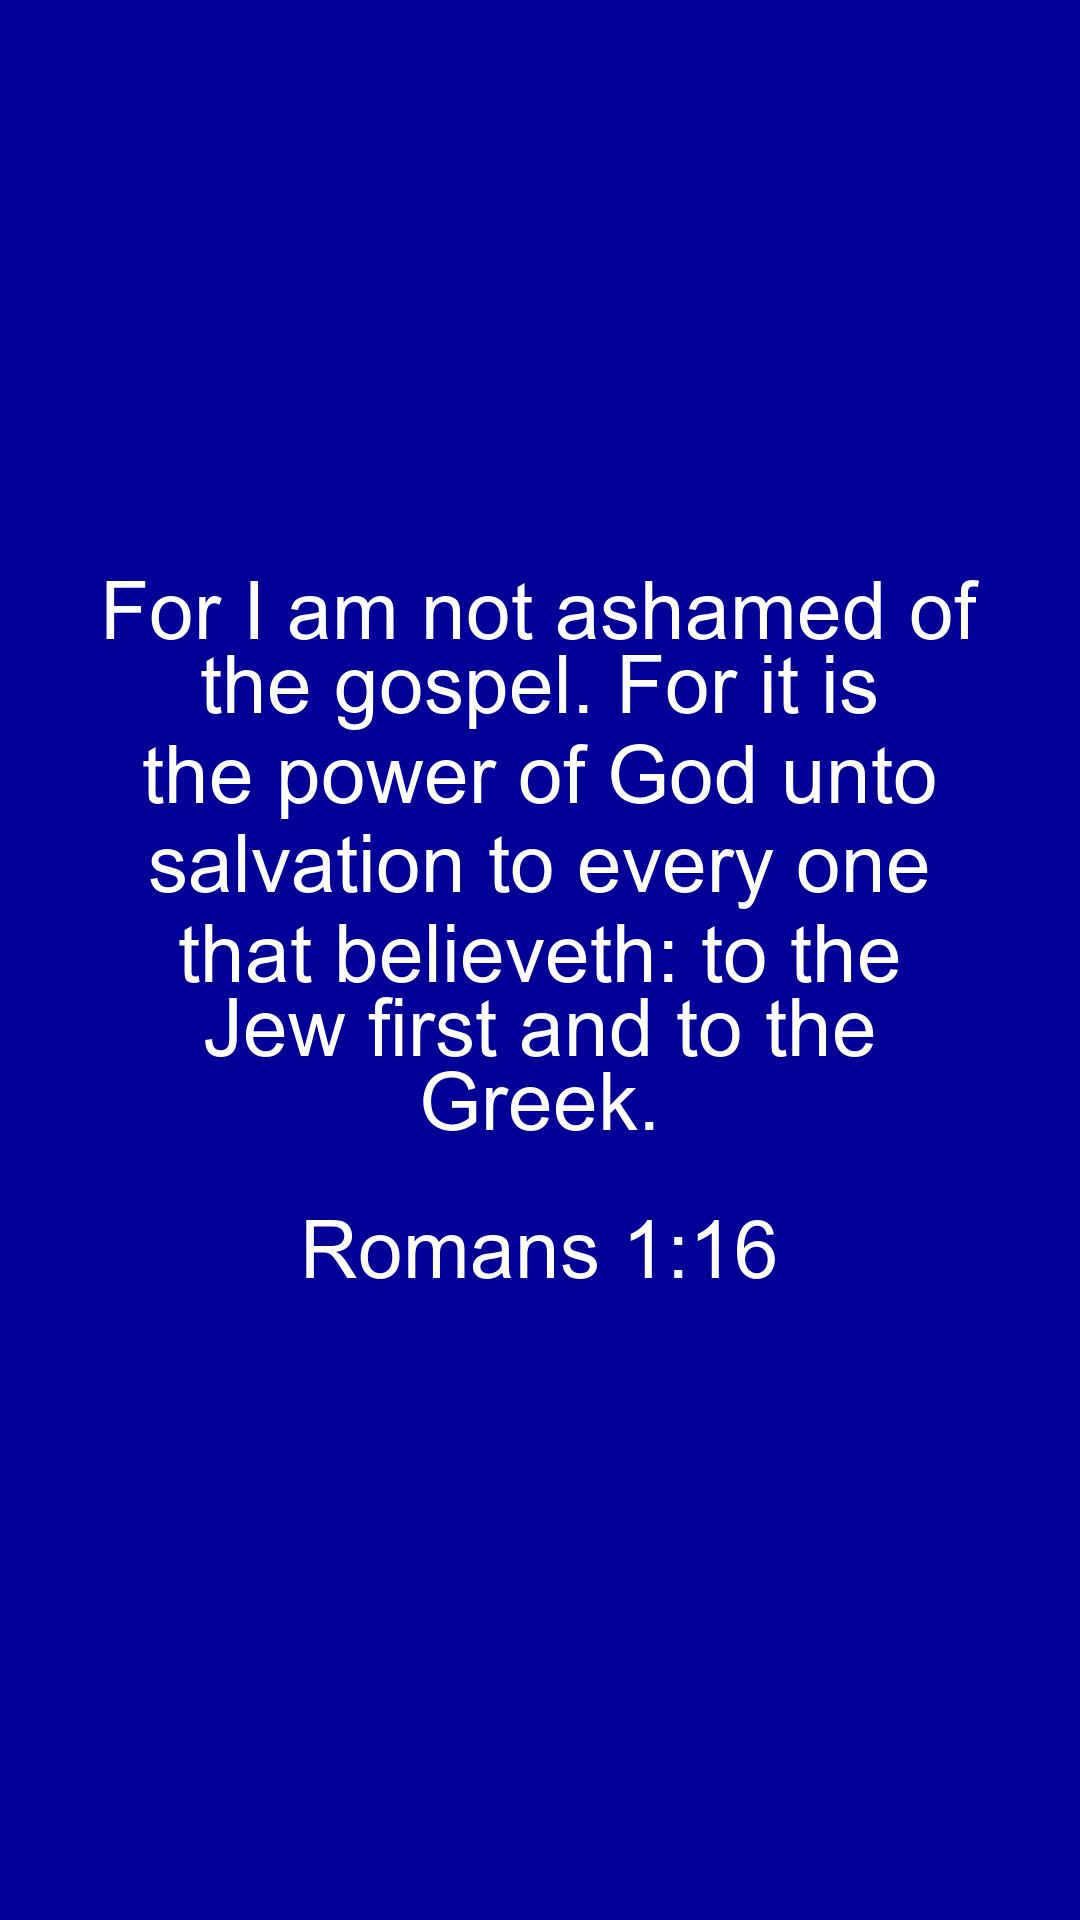 For I am not ashamed of
the gospel. For it is
the power of God unto
salvation to every one
that believeth: to the
Jew first and to the
Greek.
Romans 1:16